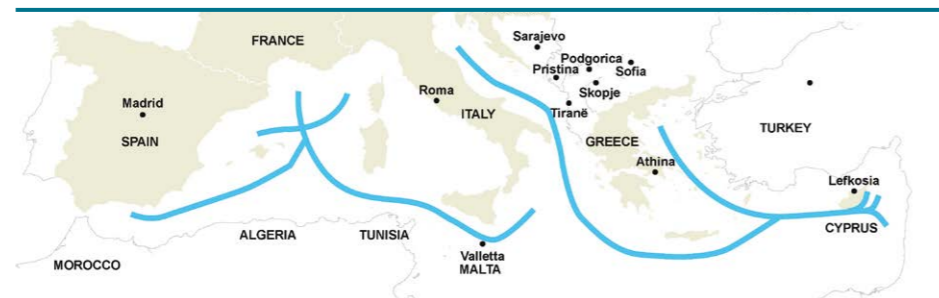 FRANCE
Sarajevo
Podgorica
Pristina
Sofia
Skopje
Tiranë
Roma
ITALY
Madrid
SPAIN
GREECE
Athina
TURKEY
Lefkosia
CYPRUS
ALGERIA
TUNISIA
MOROCCO
Valletta
MALTA